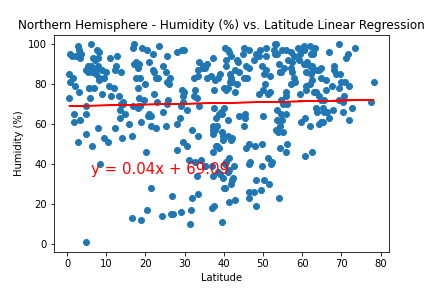 Northern Hemisphere - Humidity (%) vs. Latitude Linear Regression
100
80
60
40
20
0
Humidity (%)
y = 0.04x + 69.09
0 10 20 30 40 50 60 70 80
Latitude